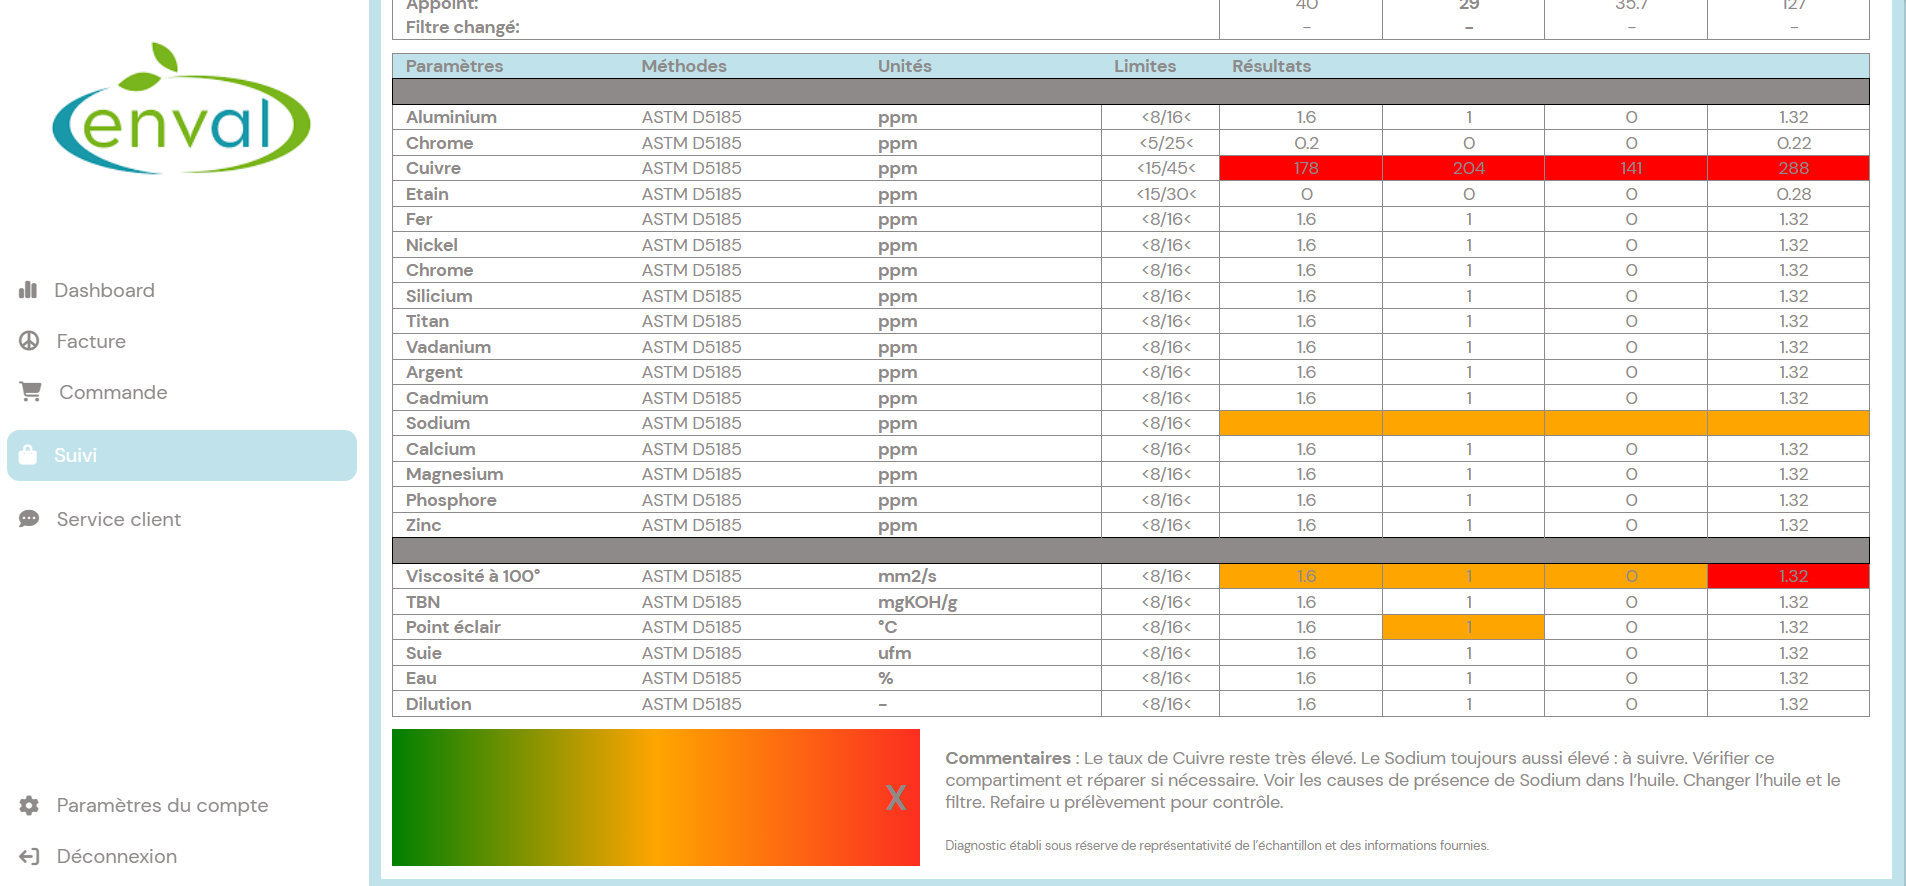 Appoint: 40 29 35.7 127
Filtre changé: - - - -
enval
Paramètres Méthodes Unités Limites Résultats
Aluminium ASTM D5185 ppm <8/16< 1.6 1 0 1.32
Chrome ASTM D5185 ppm <5/25< 0.2 0 0 0.22
Cuivre ASTM D5185 ppm <15/45< 178 204 141 288
Etain ASTM D5185 ppm <15/30< 0 0 0 0.28
Fer ASTM D5185 ppm <8/16< 1.6 1 0 1.32
Nickel ASTM D5185 ppm <8/16< 1.6 1 0 1.32
Chrome ASTM D5185 ppm <8/16< 1.6 1 0 1.32
Silicium ASTM D5185 ppm <8/16< 1.6 1 0 1.32
Titan ASTM D5185 ppm <8/16< 1.6 1 0 1.32
Vadanium ASTM D5185 ppm <8/16< 1.6 1 0 1.32
Argent ASTM D5185 ppm <8/16< 1.6 1 0 1.32
Cadmium ASTM D5185 ppm <8/16< 1.6 1 0 1.32
Sodium ASTM D5185 ppm <8/16<
Calcium ASTM D5185 ppm <8/16< 1.6 1 0 1.32
Magnesium ASTM D5185 ppm <8/16< 1.6 1 0 1.32
Phosphore ASTM D5185 ppm <8/16< 1.6 1 0 1.32
Zinc ASTM D5185 ppm <8/16< 1.6 1 0 1.32
Viscosité à 100° ASTM D5185 mm2/s <8/16< 1.6 1 0 1.32
TBN ASTM D5185 mgKOH/g <8/16< 1.6 1 0 1.32
Point éclair ASTM D5185 °C <8/16< 1.6 1 0 1.32
Suie ASTM D5185 ufm <8/16< 1.6 1 0 1.32
Eau ASTM D5185 % <8/16< 1.6 1 0 1.32
Dilution ASTM D5185 - <8/16< 1.6 1 0 1.32
X
Commentaires : Le taux de Cuivre reste très élevé. Le Sodium toujours aussi élevé : à suivre. Vérifier ce
compartiment et réparer si nécessaire. Voir les causes de présence de Sodium dans l'huile. Changer l'huile et le
filtre. Refaire u prélèvement pour contrôle.
Diagnostic établi sous réserve de représentativité de l'échantillon et des informations fournies.
Dashboard
Facture
Commande
Suivi
Service client
Paramètres du compte
Déconnexion